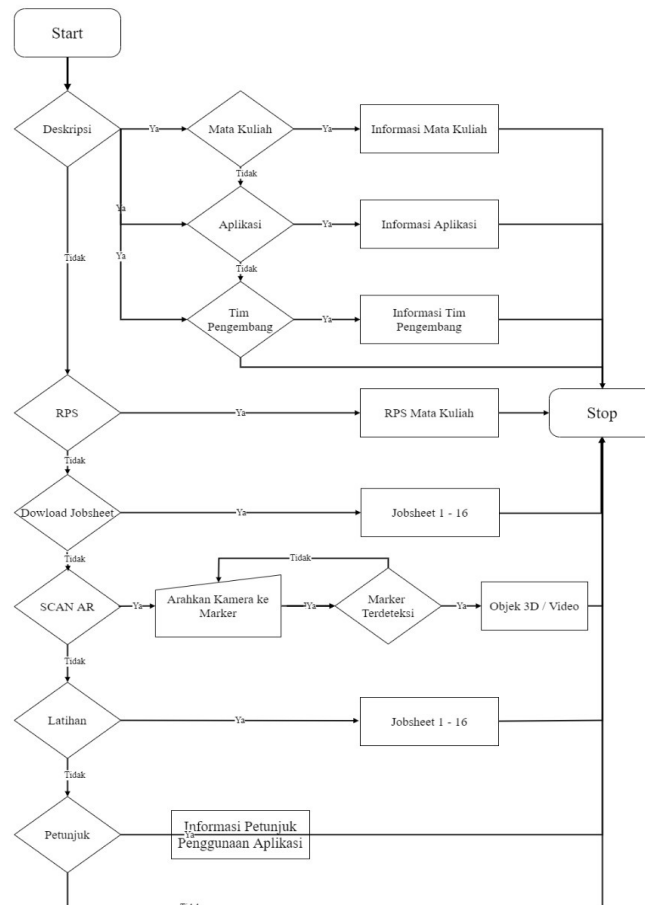 Start
Deskripsi
Ya
Mata Kuliah
Ya
Informasi Mata Kuliah
Tidak
Ya
Aplikasi
Ya
Informasi Aplikasi
Tidak
Ya
Tidak
Tim
Pengembang
Ya
Informasi Tim
Pengembang
RPS
Ya
RPS Mata Kuliah
Stop
Tidak
Dowload Jobsheet
Ya
Jobsheet 1 - 16
Tidak
Tidak
SCAN AR
Ya
Arahkan Kamera ke
Marker
Ya
Marker
Terdeteksi
Ya
Objek 3D / Video
Tidak
Latihan
Ya
Jobsheet 1 - 16
Tidak
Petunjuk
Ya
Informasi Petunjuk
Penggunaan Aplikasi